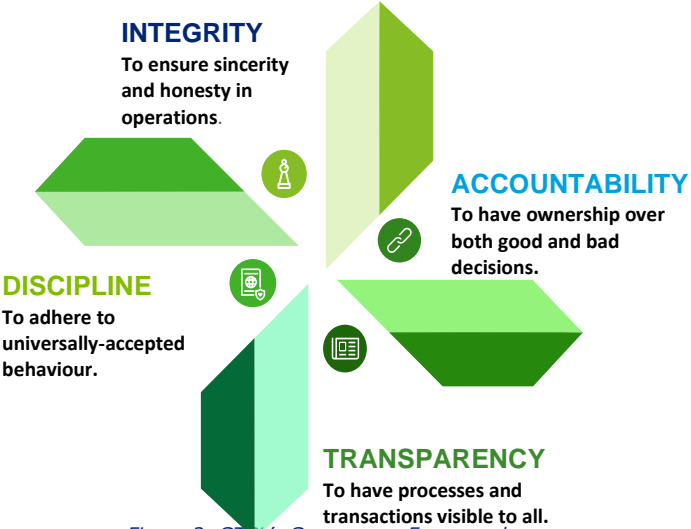 INTEGRITY
To ensure sincerity
and honesty in
operations.
ACCOUNTABILITY
To have ownership over
both good and bad
decisions.
DISCIPLINE
To adhere to
universally-accepted
behaviour.
TRANSPARENCY
To have processes and
transactions visible to all.